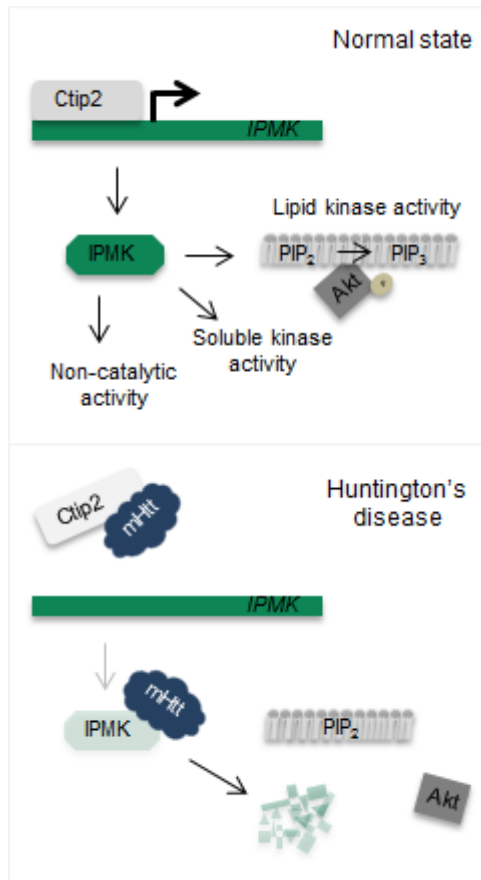 Normal state
Ctip2
IPMK
Lipid kinase activity
IPMK
PIP₂
PIP₃
Akt
Soluble kinase
activity
Non-catalytic
activity
Huntington's
disease
Ctip2
mHtt
IPMK
mHtt
IPMK
PIP₂
Akt